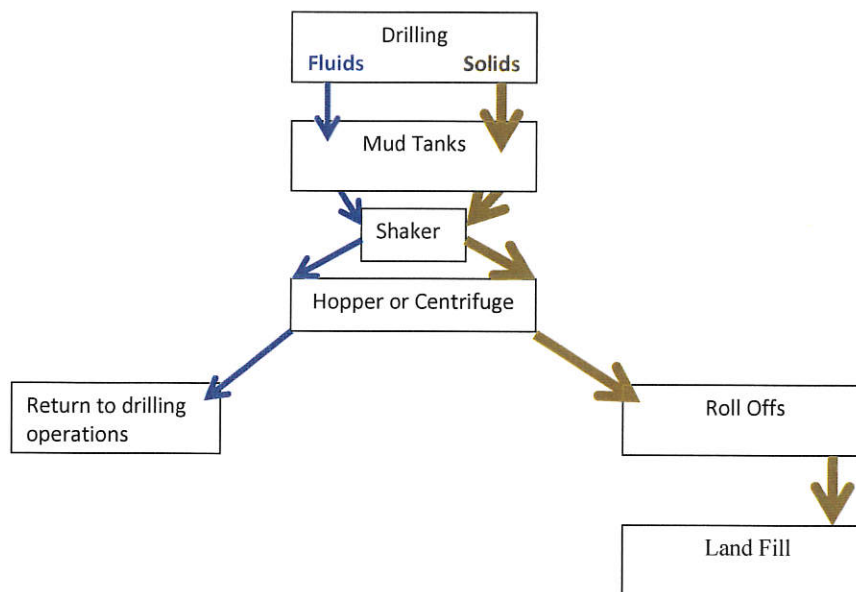 Drilling
Fluids Solids
Mud Tanks
Shaker
Hopper or Centrifuge
Return to drilling
operations
Roll Offs
Land Fill